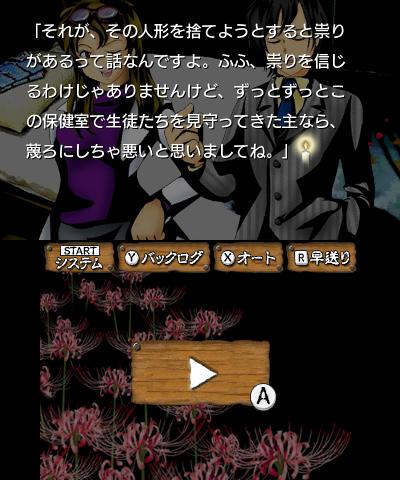 「それが、その人形を捨てようとすると祟り
があるって話なんですよ。ふふ、祟りを信じ
るわけじゃありませんけど、ずっとずっとこ
の保健室で生徒たちを見守ってきた主なら、
蔑ろにしちゃ悪いと思いましてね。」
START
システム
Y バックログ
X オート
R 早送り
A